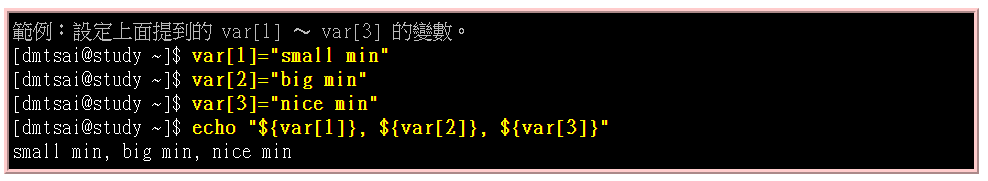 範例：設定上面提到的 var[1] ～ var[3] 的變數。
[dmtsai@study ~]$ var[1]="small min"
[dmtsai@study ~]$ var[2]="big min"
[dmtsai@study ~]$ var[3]="nice min"
[dmtsai@study ~]$ echo "${var[1]}, ${var[2]}, ${var[3]}"
small min, big min, nice min